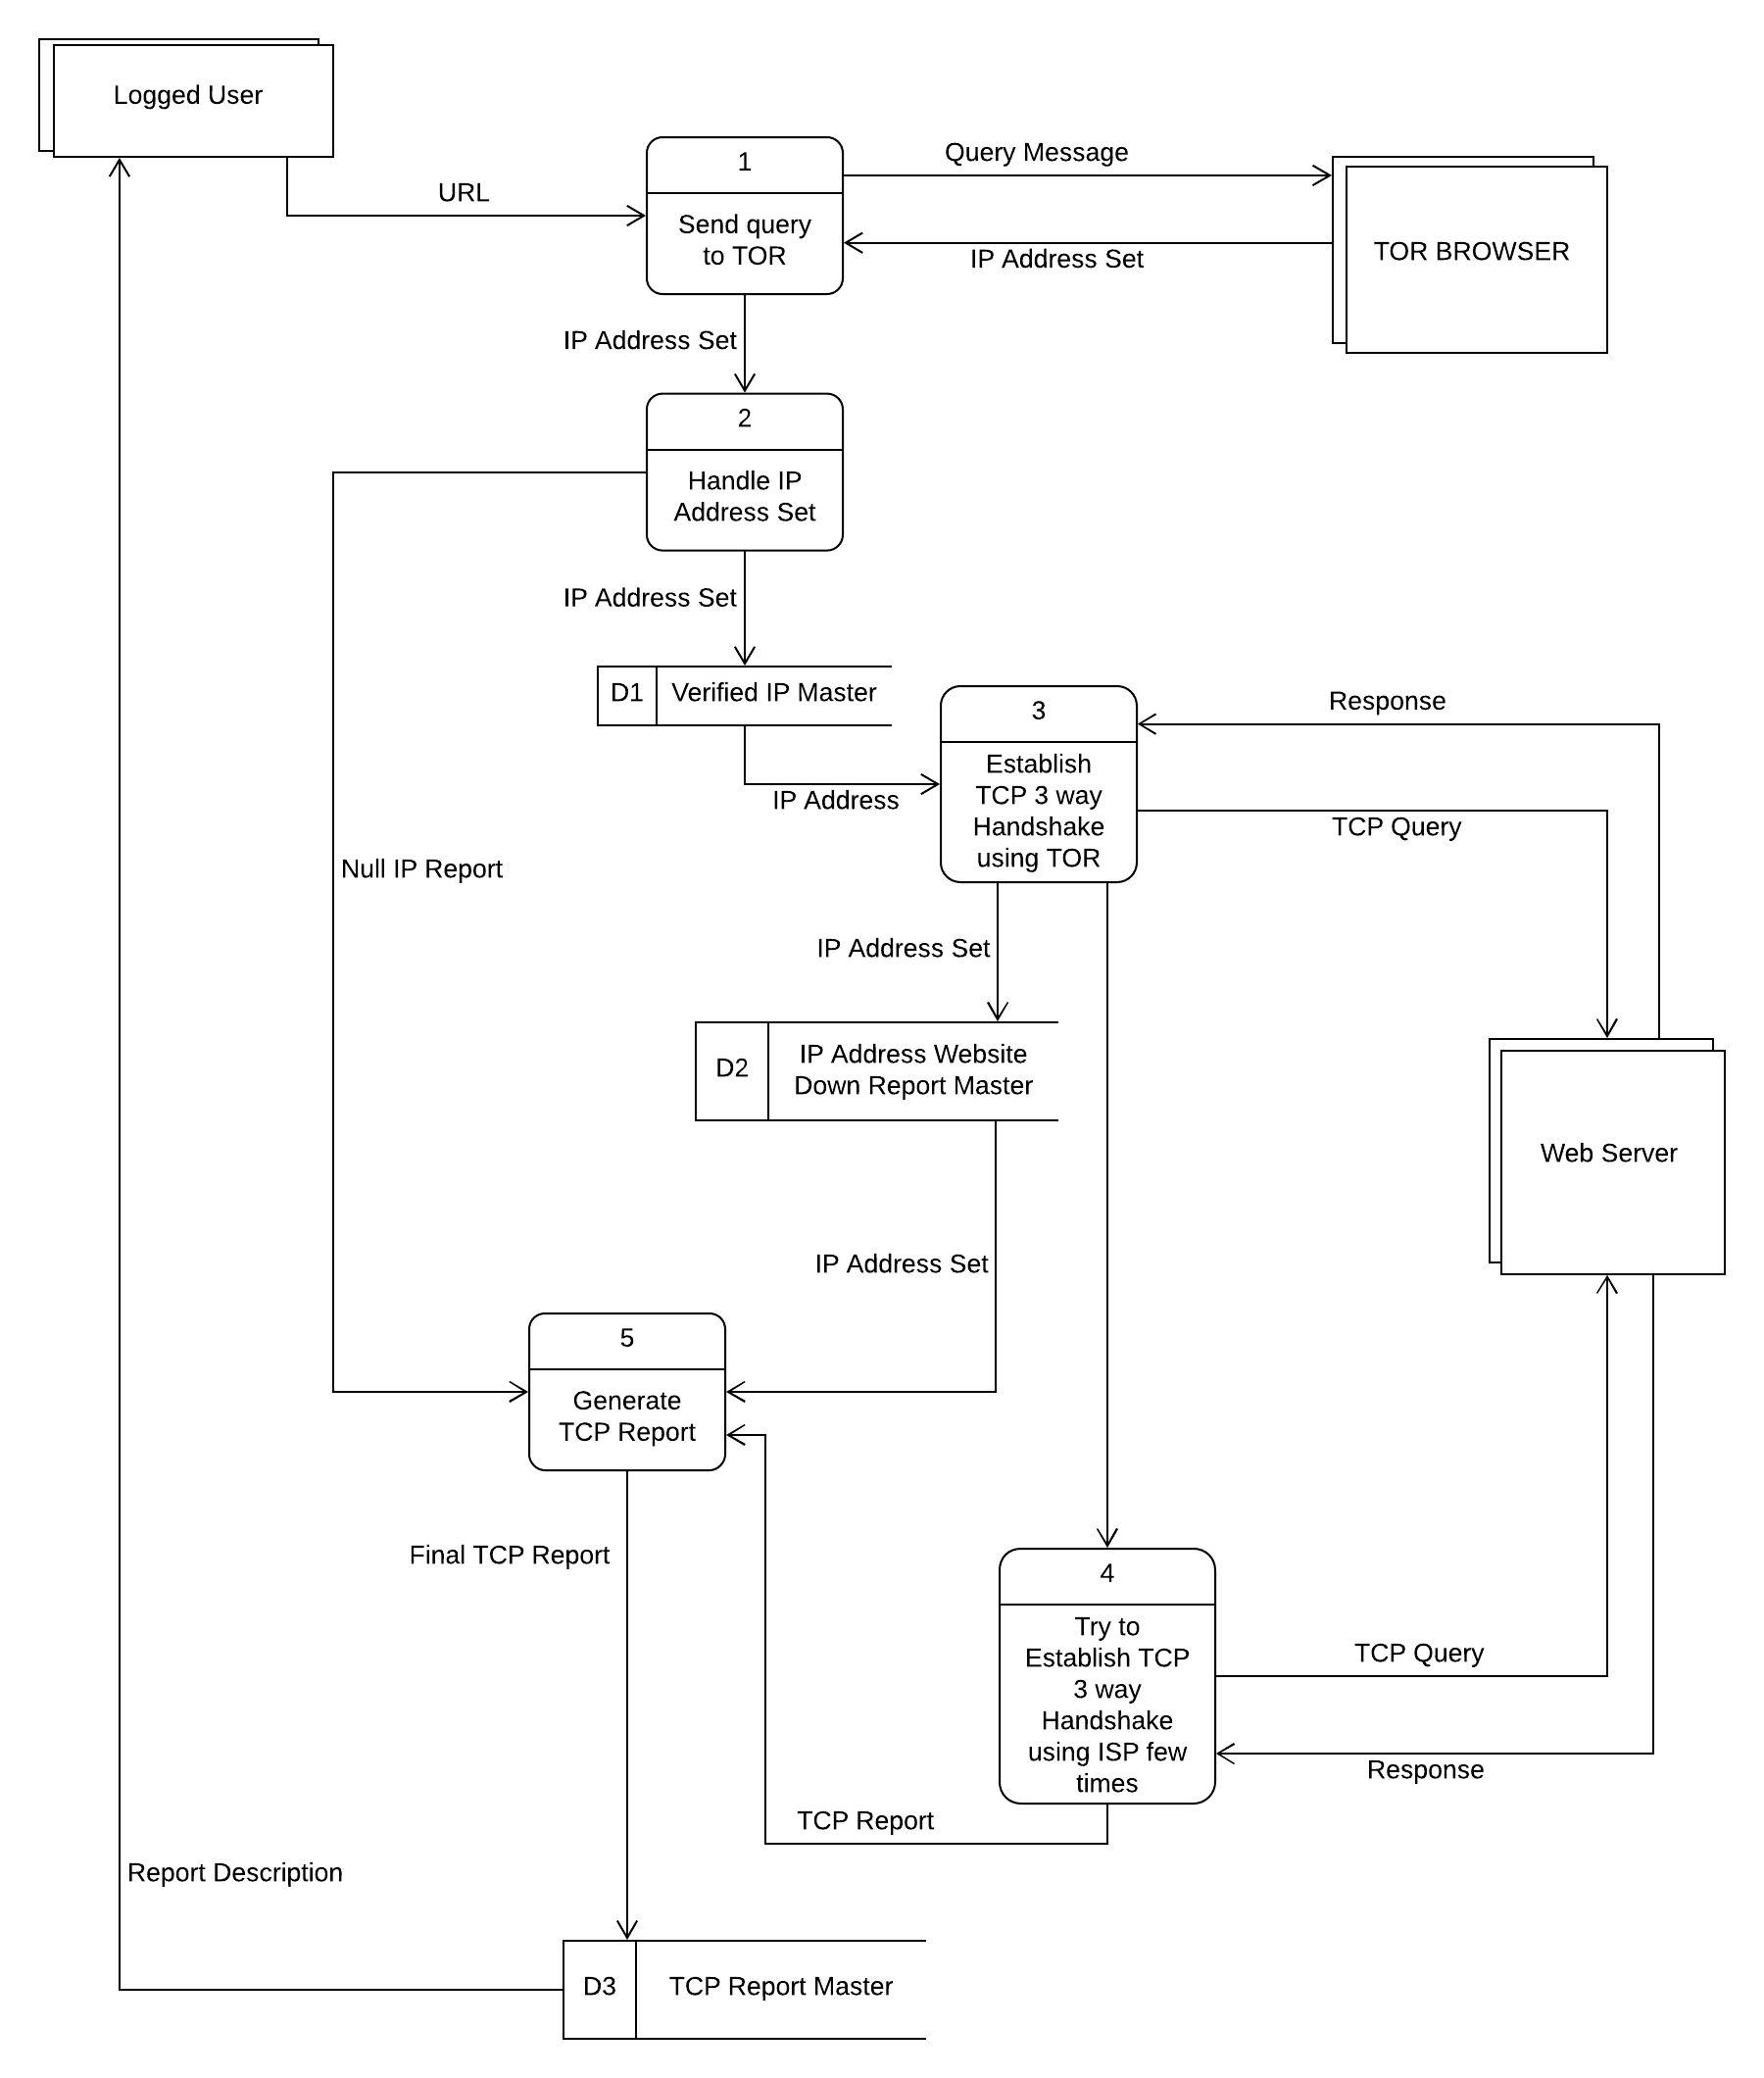 Logged User
URL
1
Send query
to TOR
Query Message
IP Address Set
TOR BROWSER
IP Address Set
2
Handle IP
Address Set
IP Address Set
D1
Verified IP Master
IP Address
3
Establish
TCP 3 way
Handshake
using TOR
Response
TCP Query
Null IP Report
IP Address Set
D2
IP Address Website
Down Report Master
Web Server
IP Address Set
5
Generate
TCP Report
Final TCP Report
4
Try to
Establish TCP
3 way
Handshake
using ISP few
times
TCP Query
Response
TCP Report
Report Description
D3
TCP Report Master